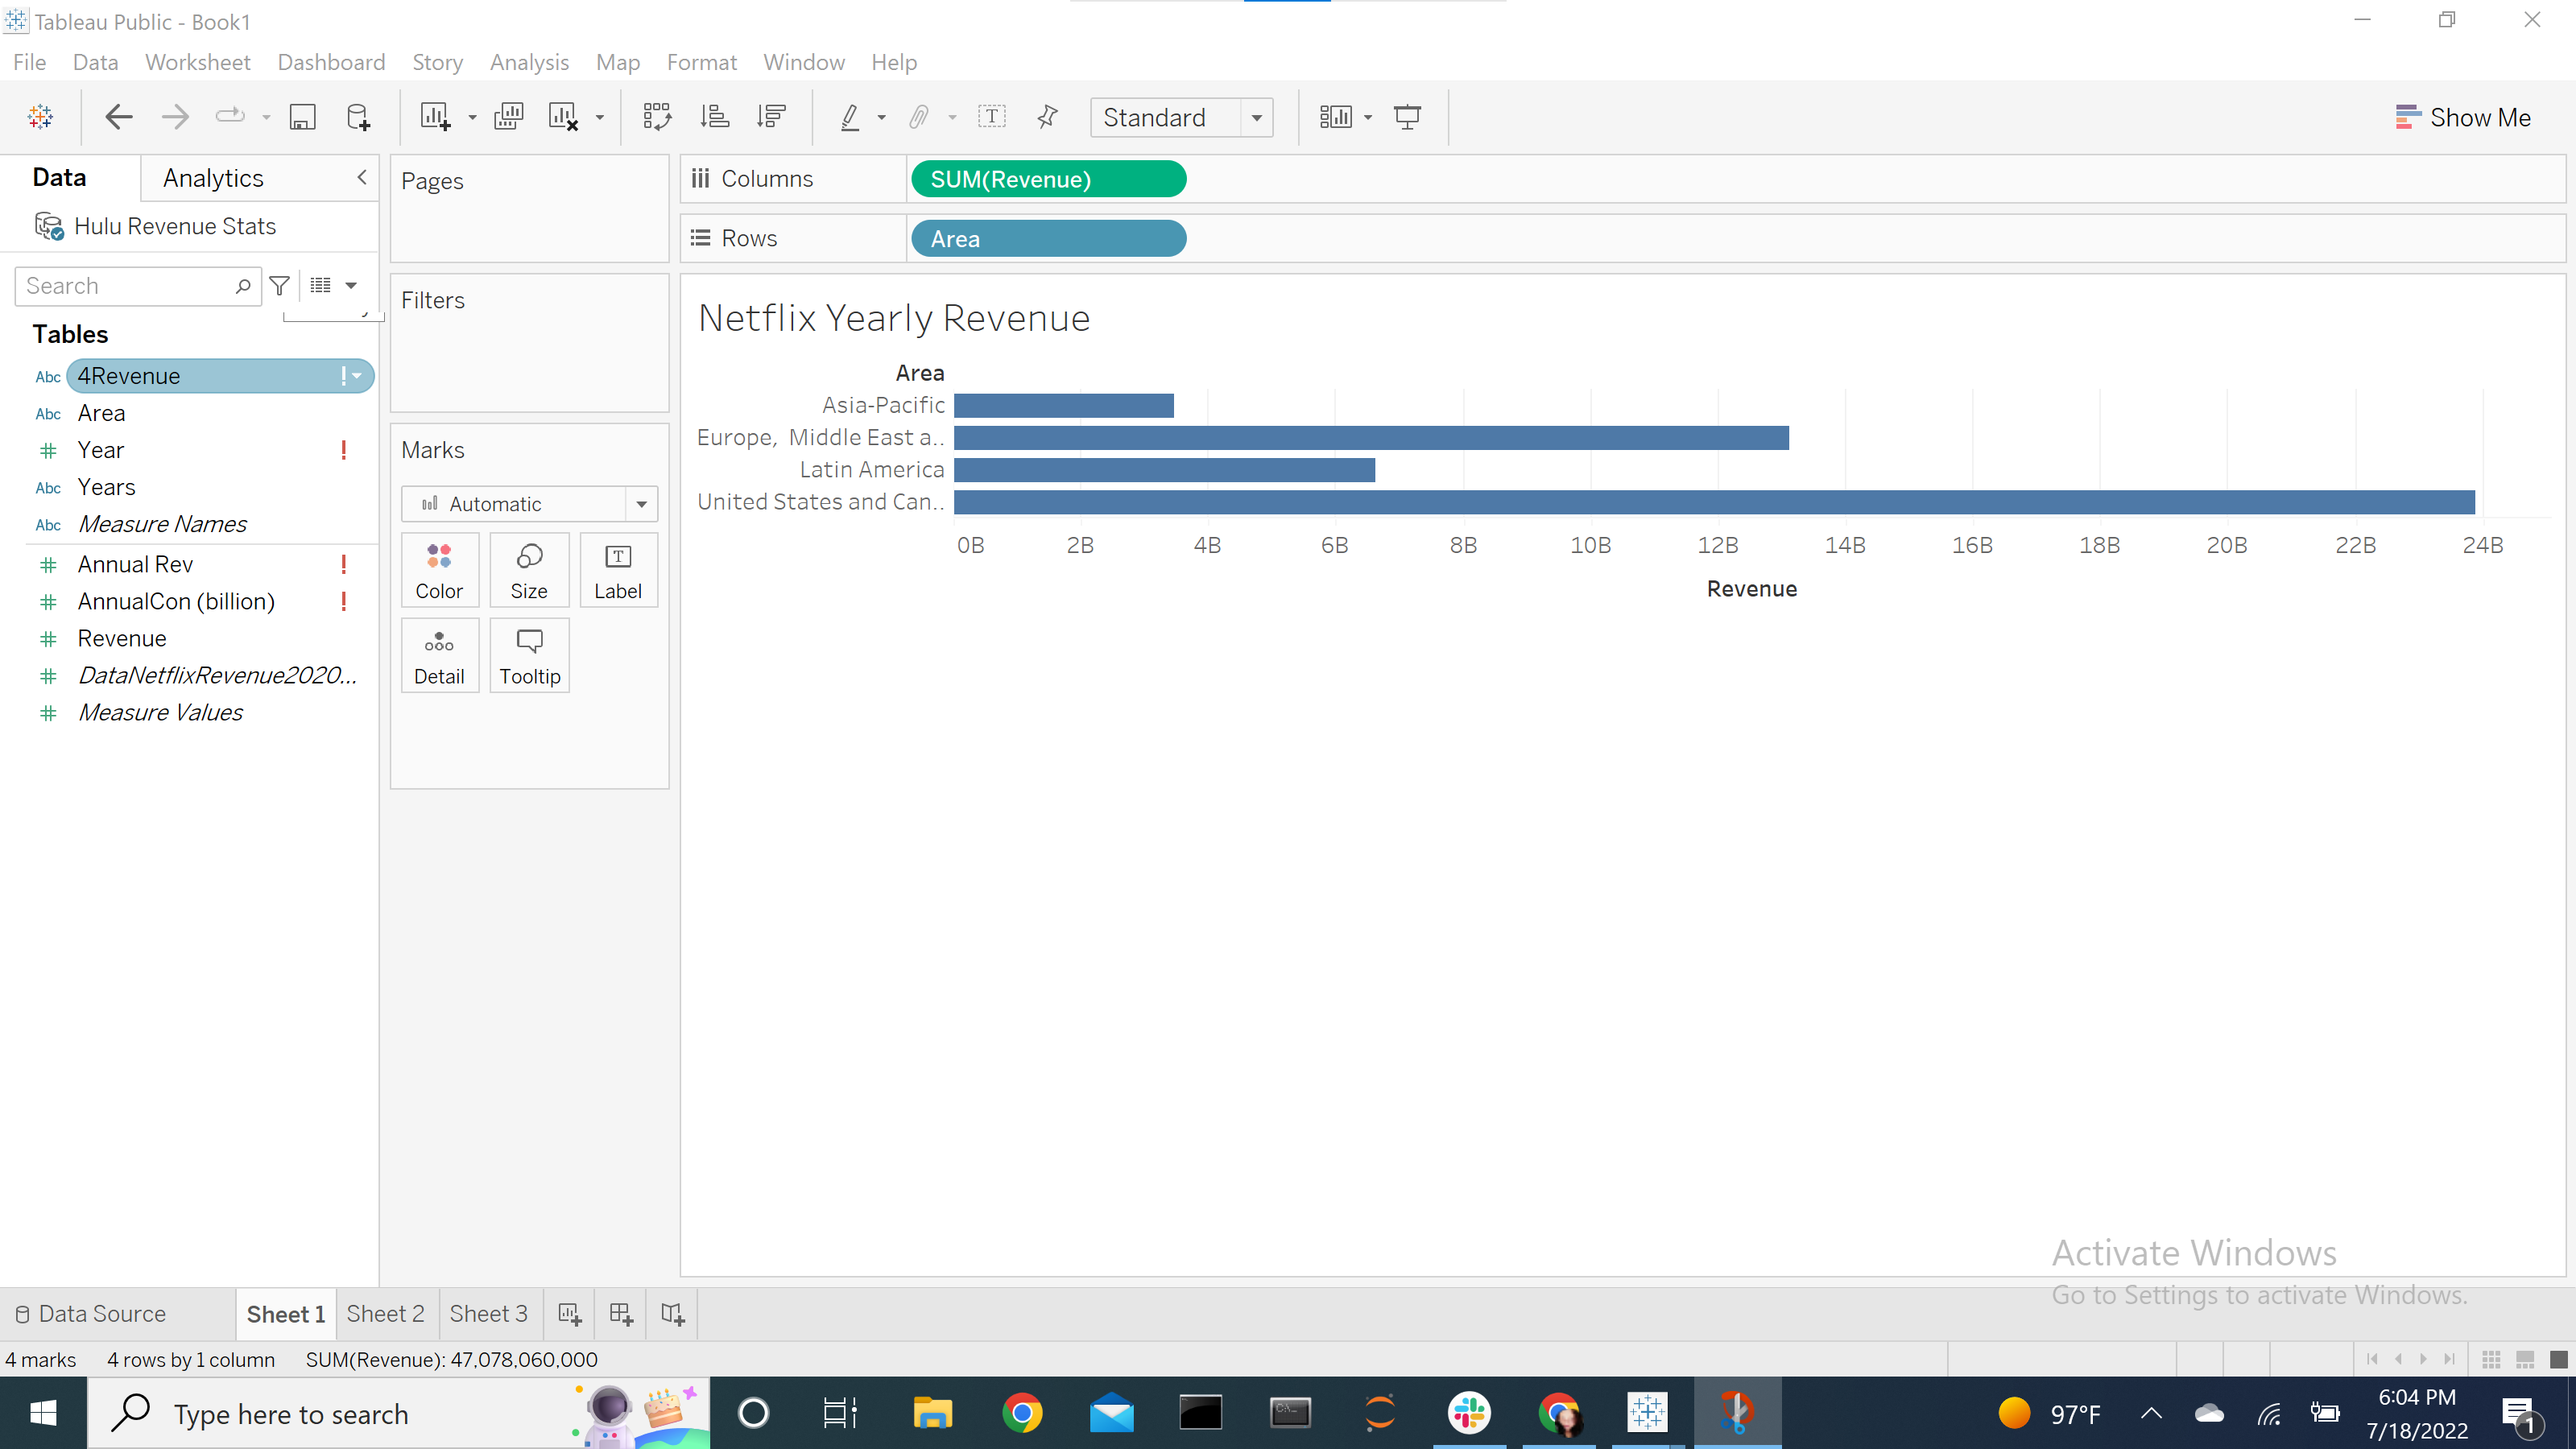 Tableau Public - Book1
File Data Worksheet Dashboard Story Analysis Map Format Window Help
Standard
Show Me
Data Analytics
Hulu Revenue Stats
Search
Tables
Abc 4Revenue !
Abc Area
# Year !
Abc Years
Abc Measure Names
# Annual Rev !
# AnnualCon (billion) !
# Revenue
# DataNetflixRevenue2020...
# Measure Values
Pages
Filters
Marks
Automatic
Color Size T Label
Detail Tooltip
Columns SUM(Revenue)
Rows Area
Netflix Yearly Revenue
Area
Asia-Pacific
Europe, Middle East a..
Latin America
United States and Can..
0B 2B 4B 6B 8B 10B 12B 14B 16B 18B 20B 22B 24B
Revenue
Activate Windows
Go to Settings to activate Windows.
Data Source Sheet 1 Sheet 2 Sheet 3
4 marks 4 rows by 1 column SUM(Revenue): 47,078,060,000
Type here to search
97°F
6:04 PM
7/18/2022
1